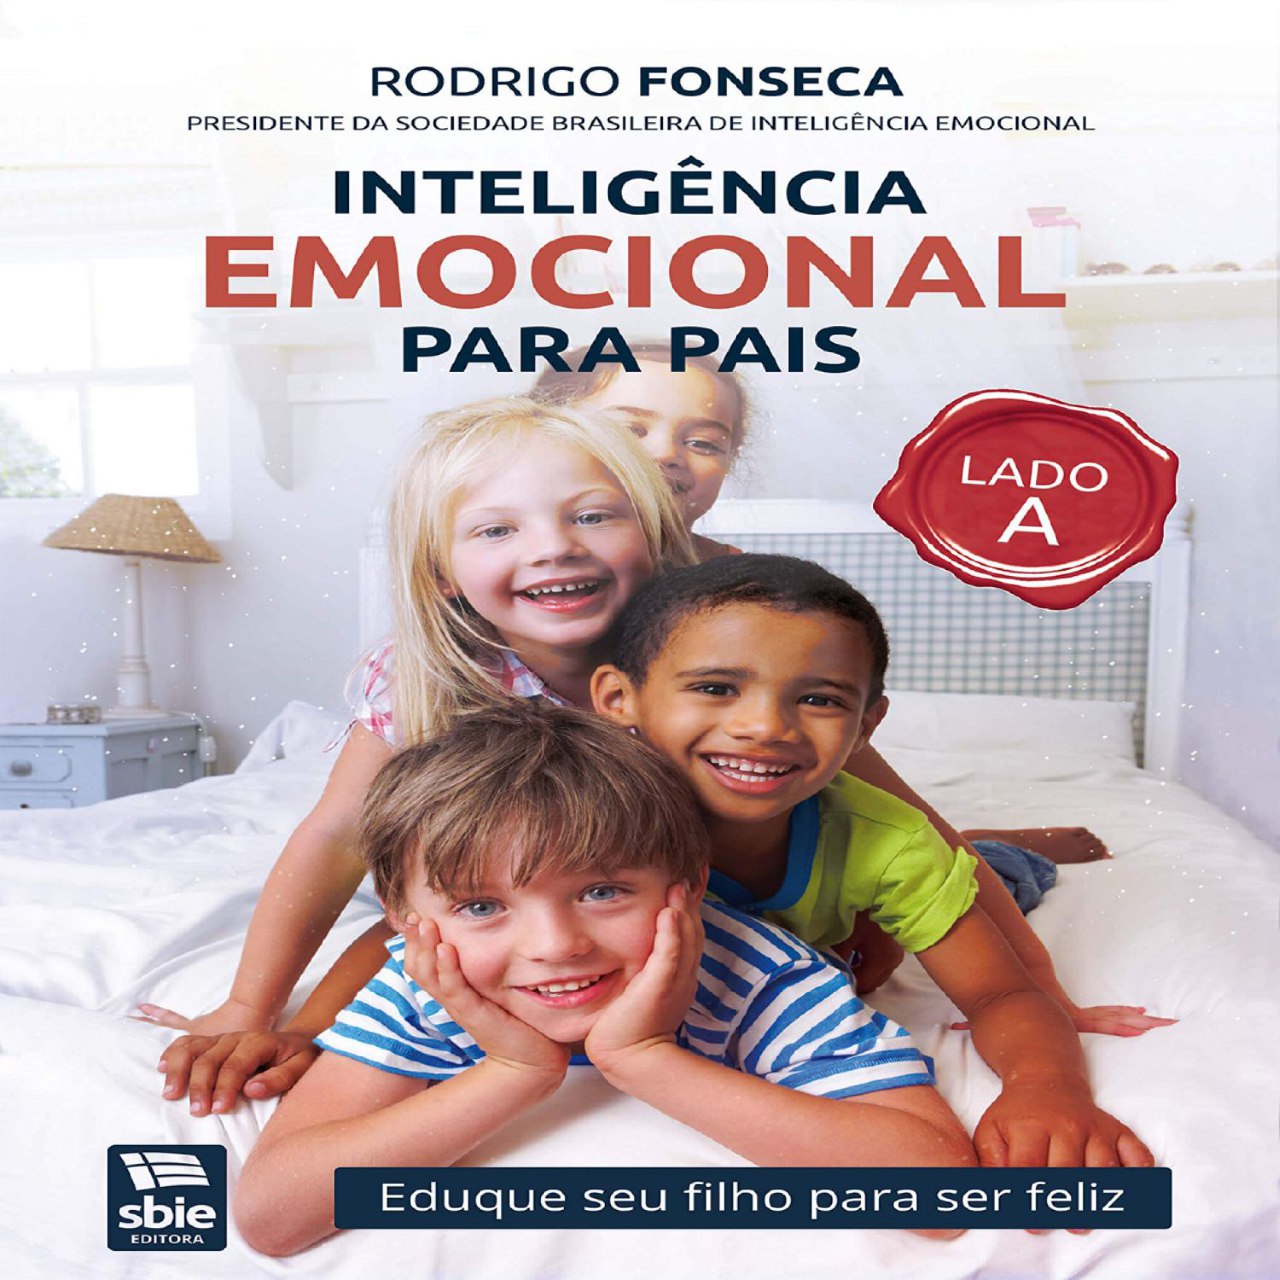 RODRIGO FONSECA
PRESIDENTE DA SOCIEDADE BRASILEIRA DE INTELIGÊNCIA EMOCIONAL
INTELIGÊNCIA
EMOCIONAL
PARA PAIS
LADO
A
sbie
EDITORA
Eduque seu filho para ser feliz